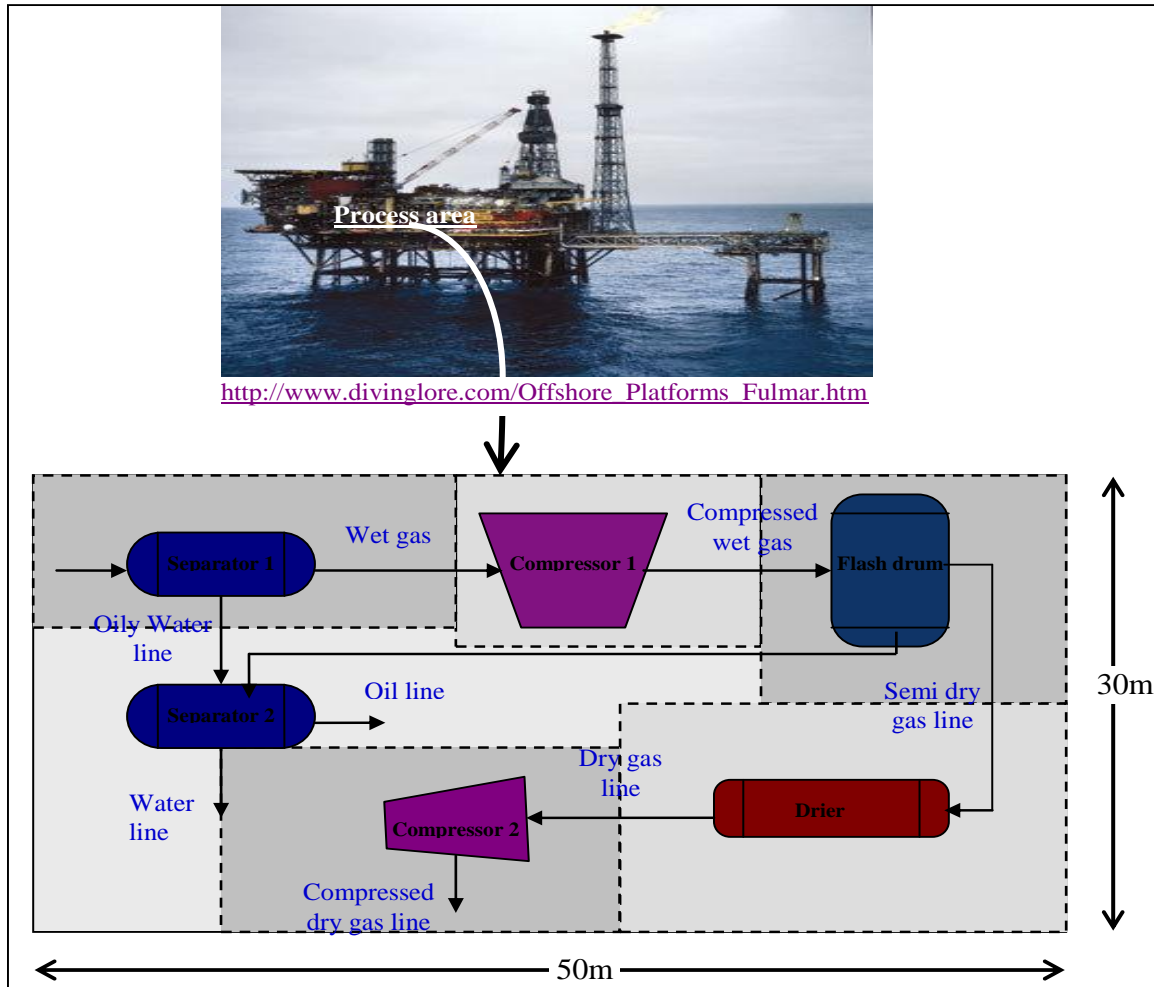 Process area
http://www.divinglore.com/Offshore_Platforms_Fulmar.htm
Wet gas
Compressed
wet gas
Separator 1
Compressor 1
Flash drum
Oily Water
line
Oil line
Semi dry
gas line
30m
Separator 2
Dry gas
line
Water
line
Compressor 2
Drier
Compressed
dry gas line
50m